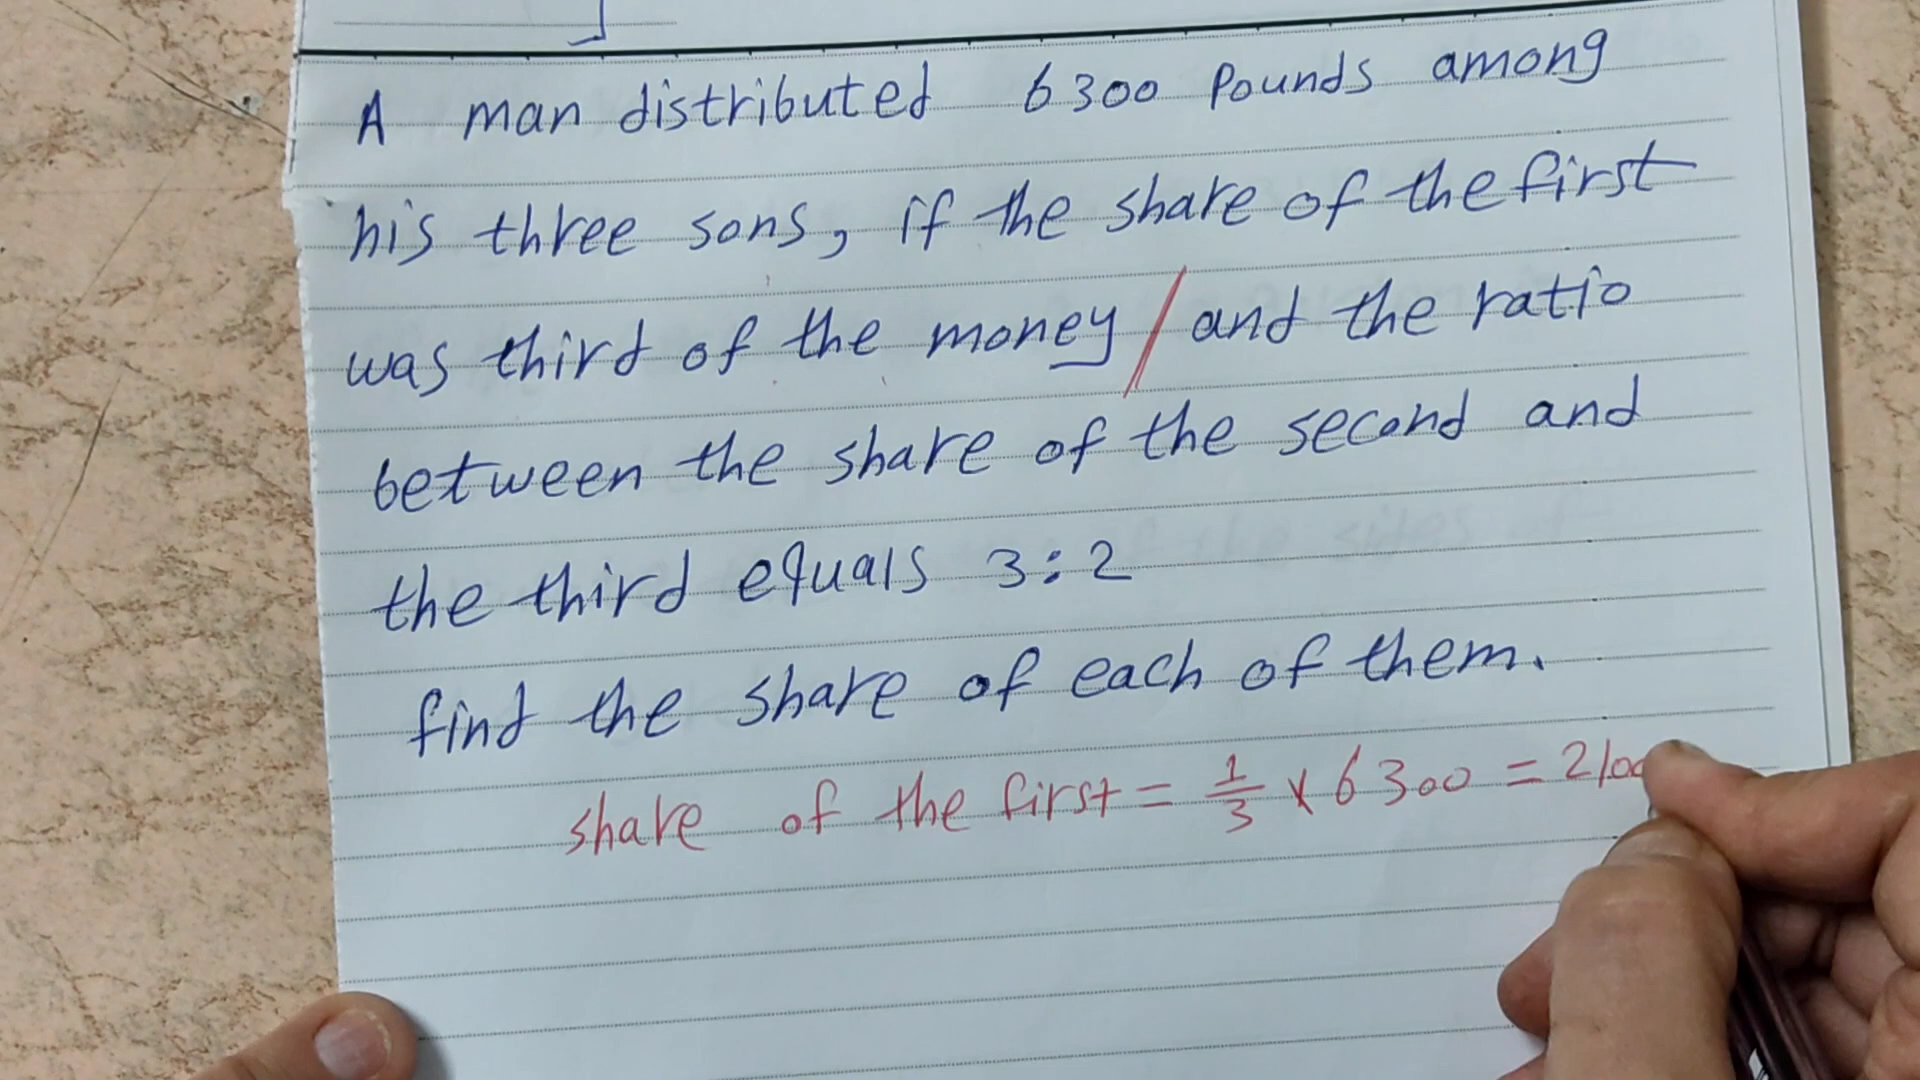 A man distributed 6300 Pounds among
his three sons, if the share of the first
was third of the money / and the ratio
between the share of the second and
the third equals 3:2
find the share of each of them.
share of the first = 1/3 x 6300 = 2100